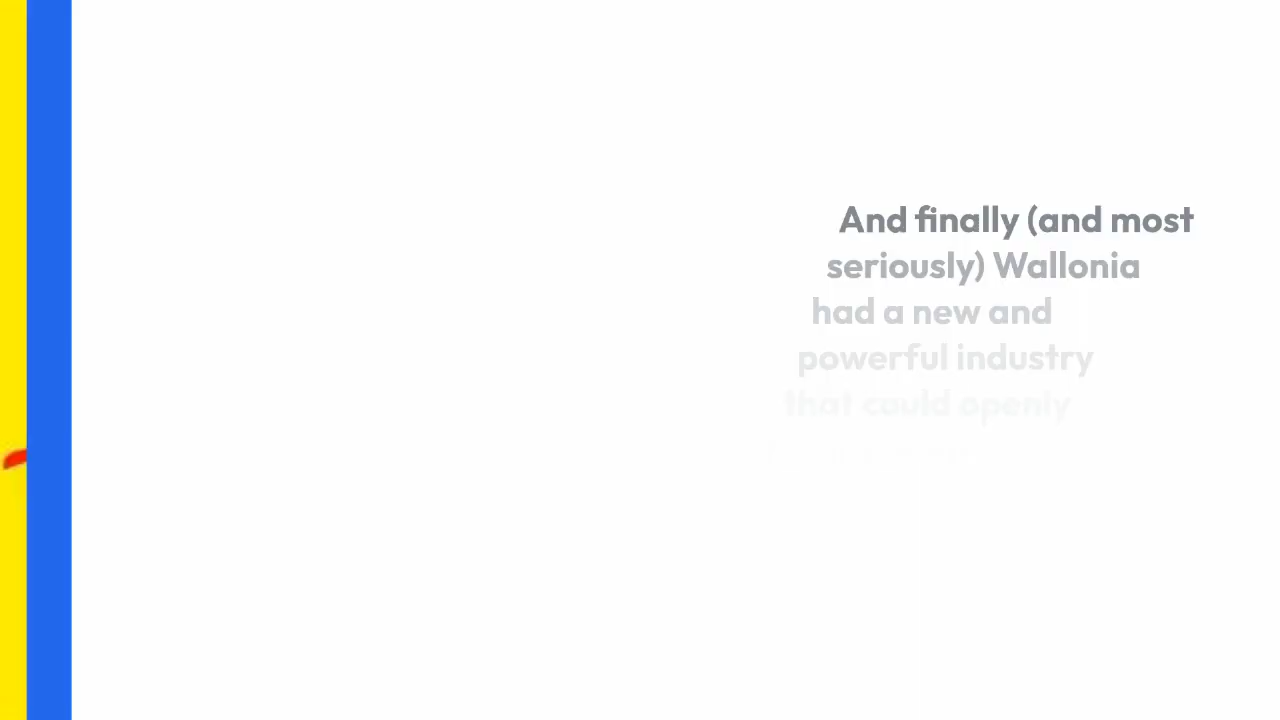 And finally (and most
seriously) Wallonia
had a new and
powerful industry
that could openly